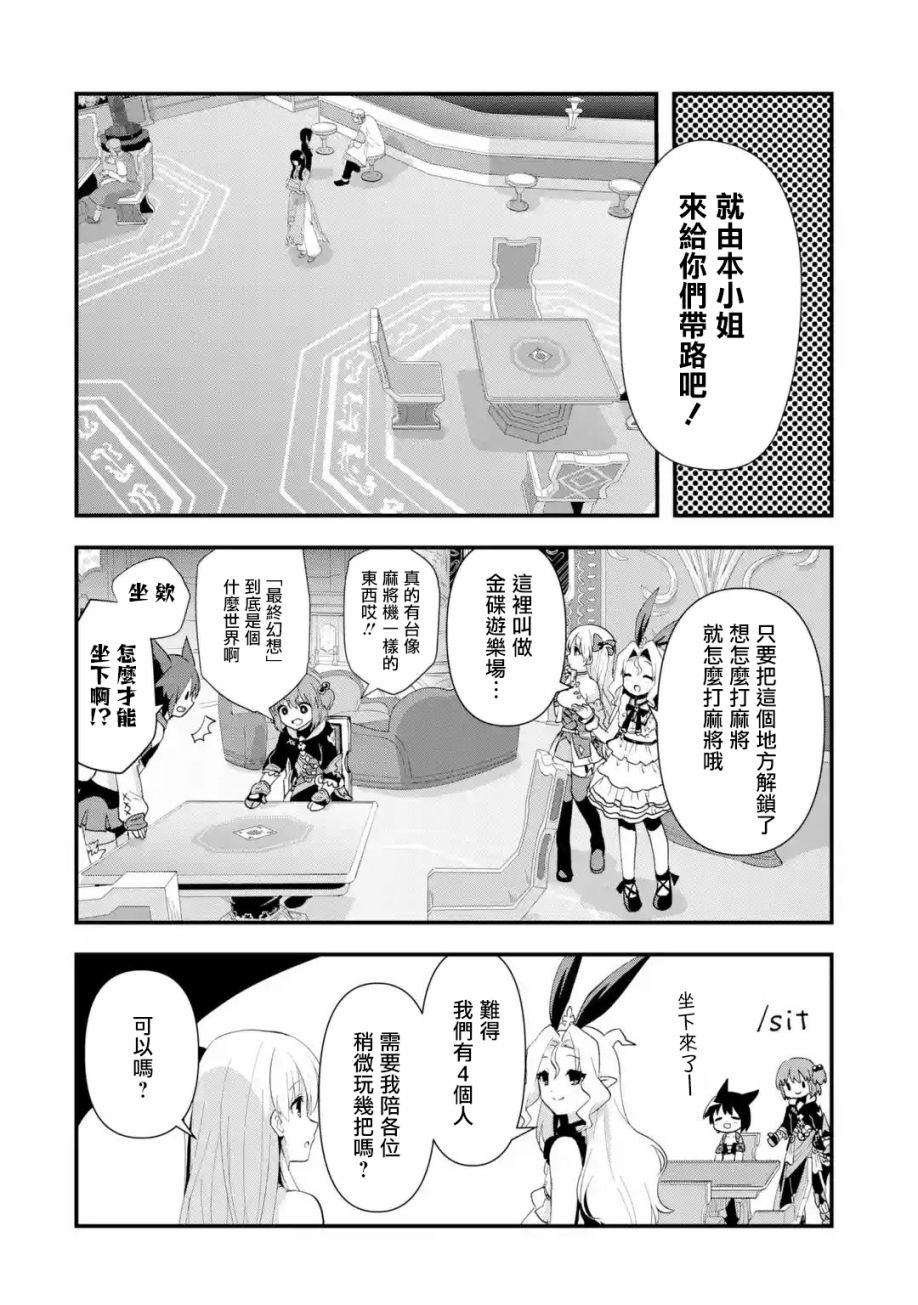 就由本小姐
來給你們帶路吧！
只要把這個地方解鎖了
想怎麼打麻將
就怎麼打麻將哦
這裡叫做
金碟遊樂場…
真的有台像
麻將機一樣的
東西哎!!
「最終幻想」
到底是個
什麼世界啊
坐欸
怎麼才能
坐下啊!?
/sit
坐下來了ー
難得
我們有4個人
需要我陪各位
稍微玩幾把嗎？
可以嗎？